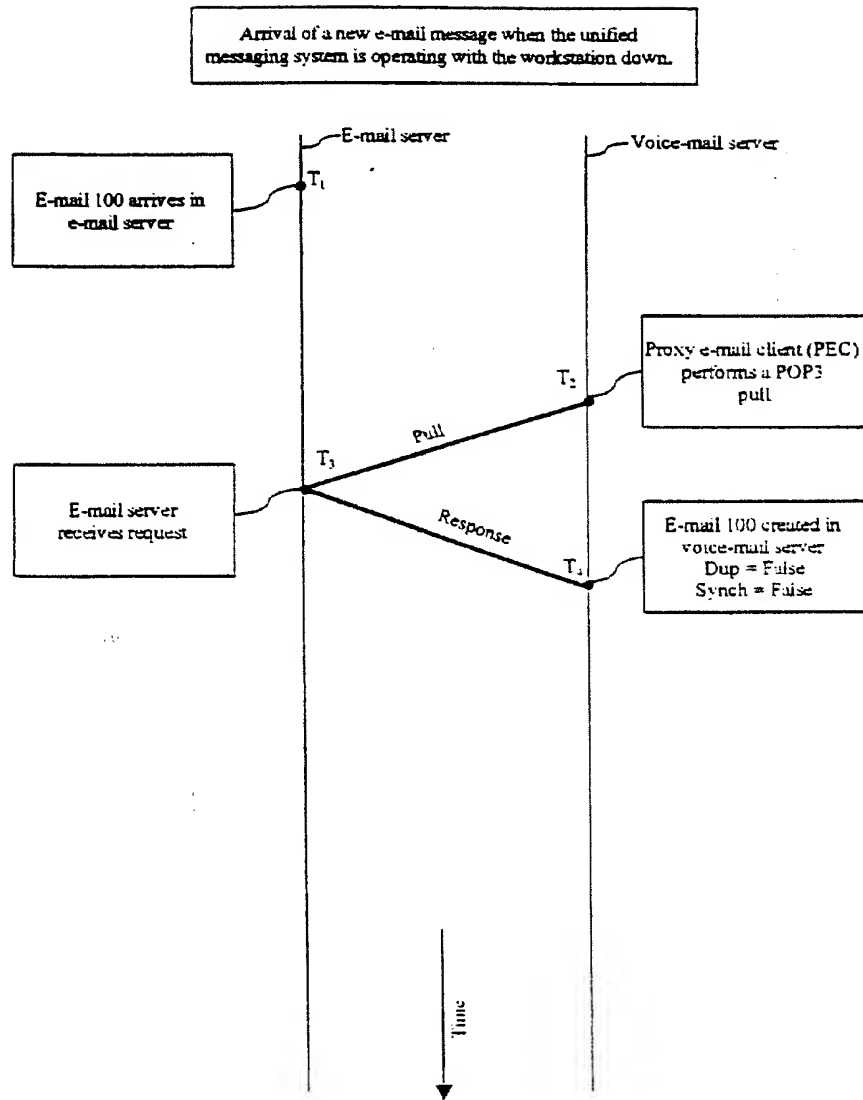 Arrival of a new e-mail message when the unified
messaging system is operating with the workstation down.
E-mail server
Voice-mail server
T₁
E-mail 100 arrives in
e-mail server
Proxy e-mail client (PEC)
performs a POP3
pull
T₂
Pull
T₃
E-mail server
receives request
Response
T₄
E-mail 100 created in
voice-mail server
Dup = False
Synch = False
Time